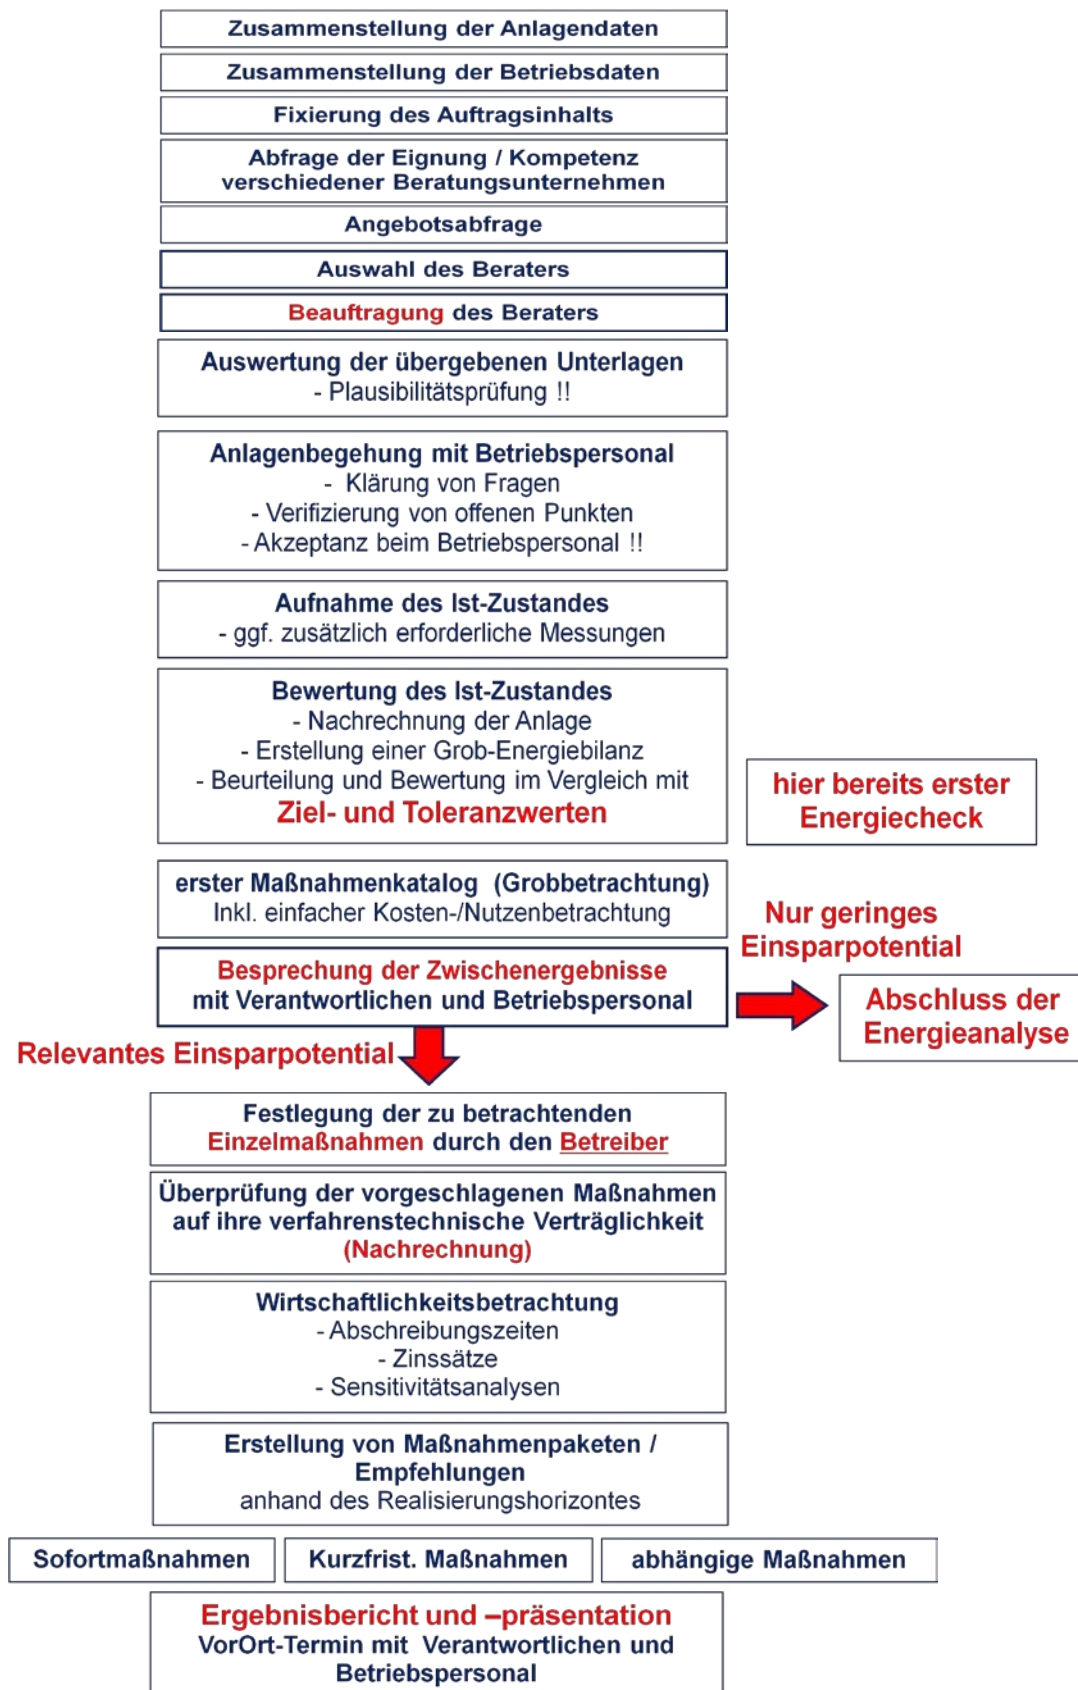 Zusammenstellung der Anlagendaten
Zusammenstellung der Betriebsdaten
Fixierung des Auftragsinhalts
Abfrage der Eignung / Kompetenz
verschiedener Beratungsunternehmen
Angebotsabfrage
Auswahl des Beraters
Beauftragung des Beraters
Auswertung der übergebenen Unterlagen
- Plausibilitätsprüfung !!
Anlagenbegehung mit Betriebspersonal
- Klärung von Fragen
- Verifizierung von offenen Punkten
- Akzeptanz beim Betriebspersonal !!
Aufnahme des Ist-Zustandes
- ggf. zusätzlich erforderliche Messungen
Bewertung des Ist-Zustandes
- Nachrechnung der Anlage
- Erstellung einer Grob-Energiebilanz
- Beurteilung und Bewertung im Vergleich mit
Ziel- und Toleranzwerten
hier bereits erster
Energiecheck
erster Maßnahmenkatalog (Grobbetrachtung)
Inkl. einfacher Kosten-/Nutzenbetrachtung
Nur geringes
Einsparpotential
Besprechung der Zwischenergebnisse
mit Verantwortlichen und Betriebspersonal
Abschluss der
Energieanalyse
Relevantes Einsparpotential
Festlegung der zu betrachtenden
Einzelmaßnahmen durch den Betreiber
Überprüfung der vorgeschlagenen Maßnahmen
auf ihre verfahrenstechnische Verträglichkeit
(Nachrechnung)
Wirtschaftlichkeitsbetrachtung
- Abschreibungszeiten
- Zinssätze
- Sensitivitätsanalysen
Erstellung von Maßnahmenpaketen /
Empfehlungen
anhand des Realisierungshorizontes
Sofortmaßnahmen
Kurzfrist. Maßnahmen
abhängige Maßnahmen
Ergebnisbericht und –präsentation
VorOrt-Termin mit Verantwortlichen und
Betriebspersonal